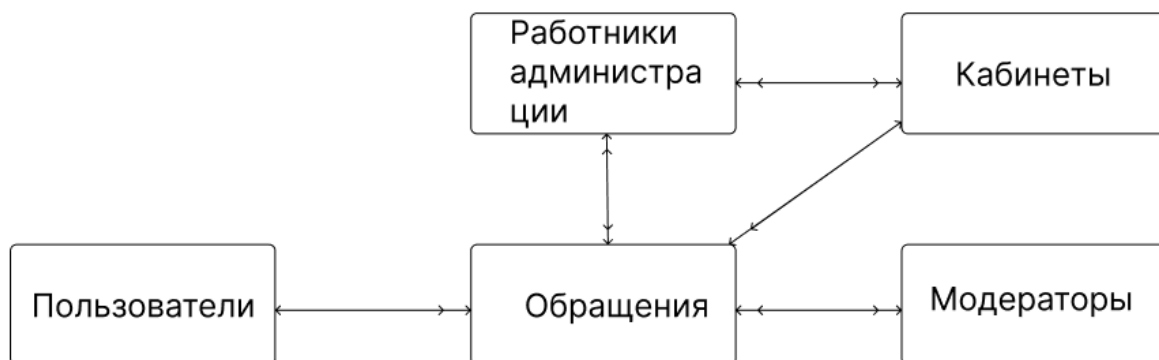 Работники
администра
ции
Кабинеты
Пользователи
Обращения
Модераторы